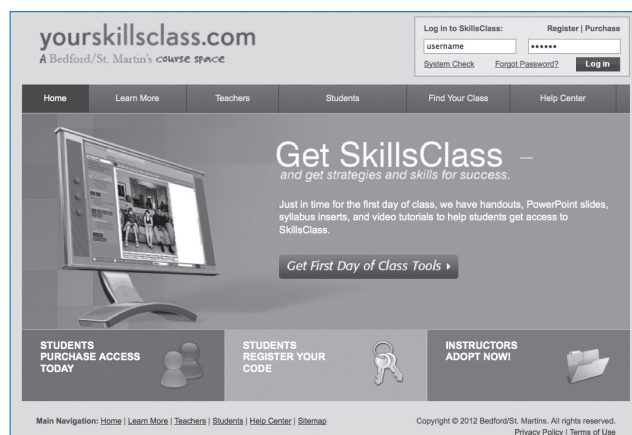 yourskillsclass.com
A Bedford/St. Martin's course space
Log in to SkillsClass:
Register | Purchase
username
••••••
System Check
Forgot Password?
Log in
Home
Learn More
Teachers
Students
Find Your Class
Help Center
Get SkillsClass –
and get strategies and skills for success.
Just in time for the first day of class, we have handouts, PowerPoint slides,
syllabus inserts, and video tutorials to help students get access to
SkillsClass.
Get First Day of Class Tools ▸
STUDENTS
PURCHASE ACCESS
TODAY
STUDENTS
REGISTER YOUR
CODE
INSTRUCTORS
ADOPT NOW!
Main Navigation: Home | Learn More | Teachers | Students | Help Center | Sitemap
Copyright © 2012 Bedford/St. Martins. All rights reserved.
Privacy Policy | Terms of Use